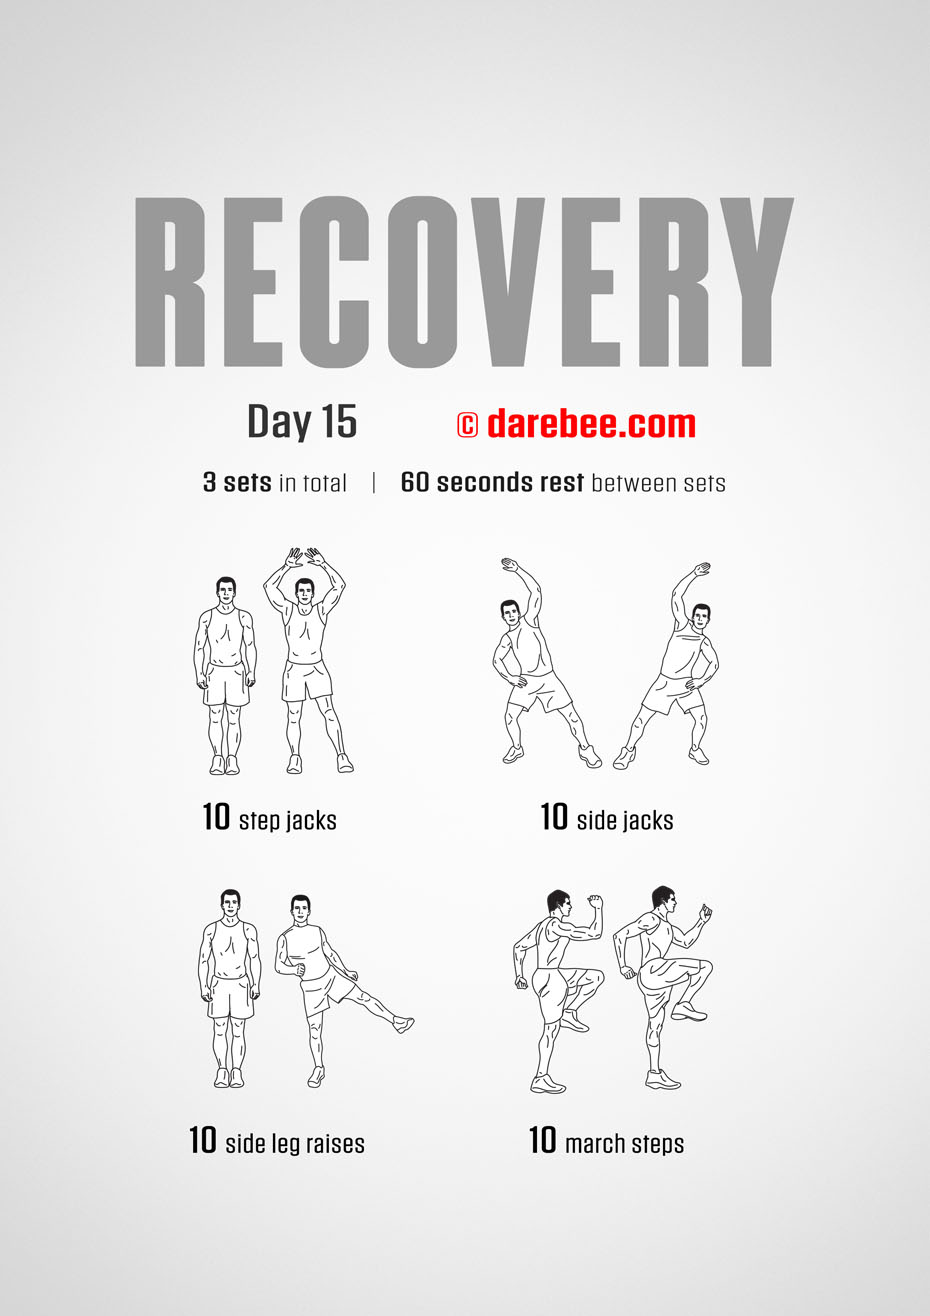 RECOVERY
Day 15 © darebee.com
3 sets in total | 60 seconds rest between sets
10 step jacks
10 side jacks
10 side leg raises
10 march steps